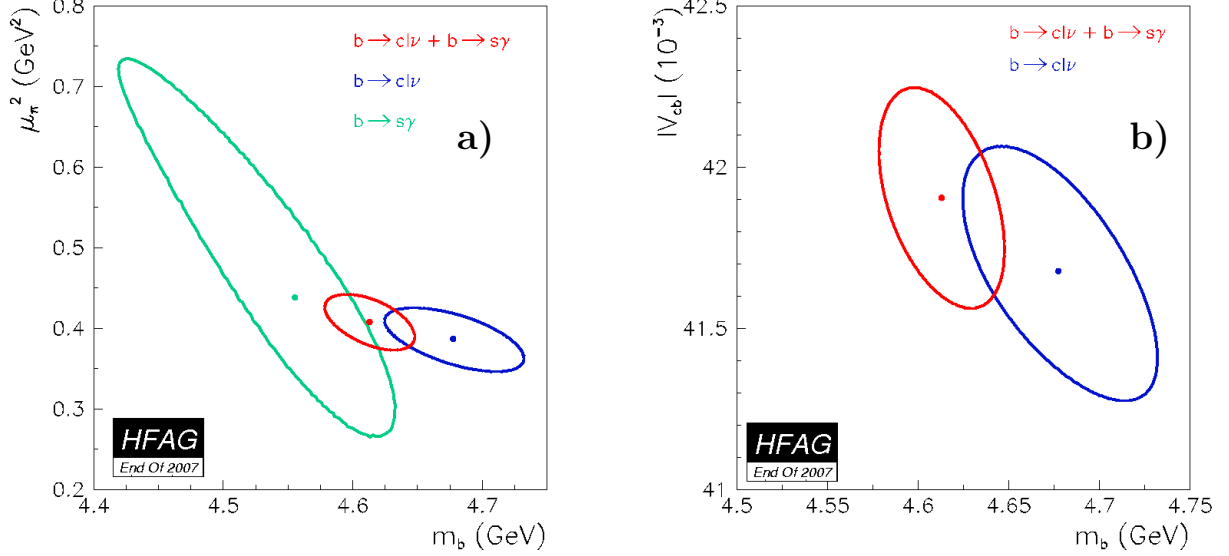 μπ² (GeV²)
0.8
0.7
0.6
0.5
0.4
0.3
0.2
4.4
4.5
4.6
4.7
m_b (GeV)
b→clν + b→sγ
b→clν
b→sγ
a)
HFAG
End Of 2007
|V_cb| (10⁻³)
42.5
42
41.5
41
4.5
4.55
4.6
4.65
4.7
4.75
m_b (GeV)
b→clν + b→sγ
b→clν
b)
HFAG
End Of 2007